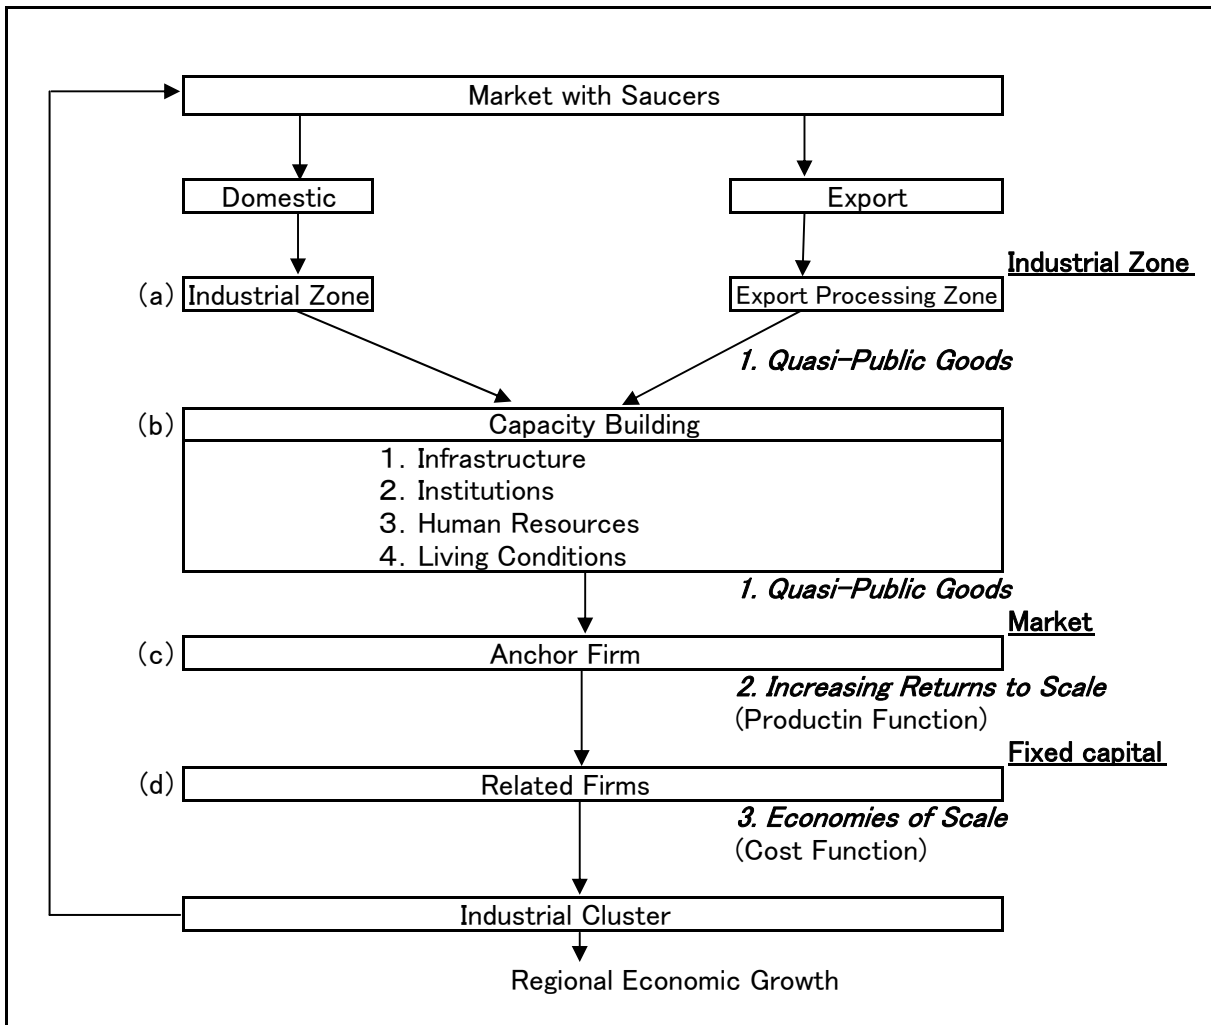 Market with Saucers
Domestic
Export
Industrial Zone
(a)
Industrial Zone
Export Processing Zone
1. Quasi-Public Goods
(b)
Capacity Building
1. Infrastructure
2. Institutions
3. Human Resources
4. Living Conditions
1. Quasi-Public Goods
Market
(c)
Anchor Firm
2. Increasing Returns to Scale
(Productin Function)
Fixed capital
(d)
Related Firms
3. Economies of Scale
(Cost Function)
Industrial Cluster
Regional Economic Growth